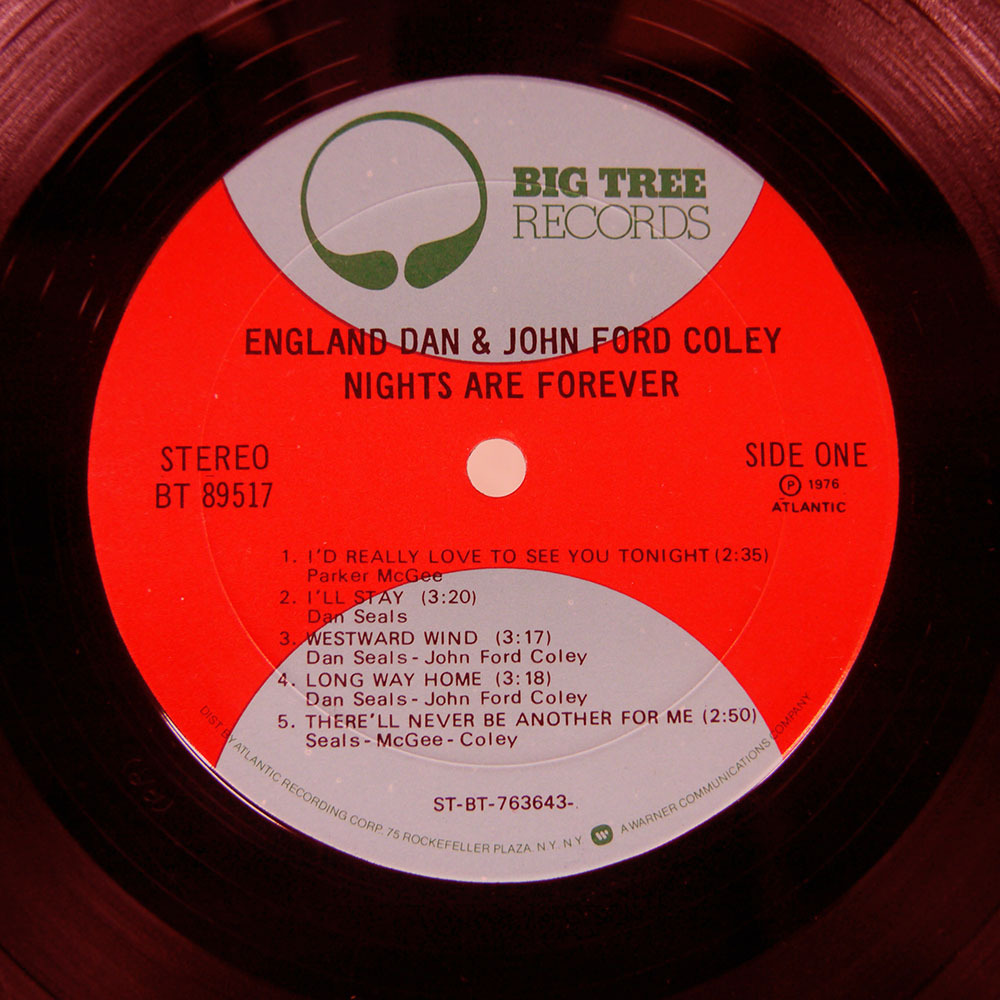 BIG TREE
RECORDS
ENGLAND DAN & JOHN FORD COLEY
NIGHTS ARE FOREVER
STEREO
BT 89517
SIDE ONE
Ⓟ 1976
ATLANTIC
1. I'D REALLY LOVE TO SEE YOU TONIGHT (2:35)
Parker McGee
2. I'LL STAY (3:20)
Dan Seals
3. WESTWARD WIND (3:17)
Dan Seals - John Ford Coley
4. LONG WAY HOME (3:18)
Dan Seals - John Ford Coley
5. THERE'LL NEVER BE ANOTHER FOR ME (2:50)
Seals - McGee - Coley
ST-BT-763643-
DIST BY ATLANTIC RECORDING CORP. 75 ROCKEFELLER PLAZA. N.Y. N.Y. A WARNER COMMUNICATIONS COMPANY